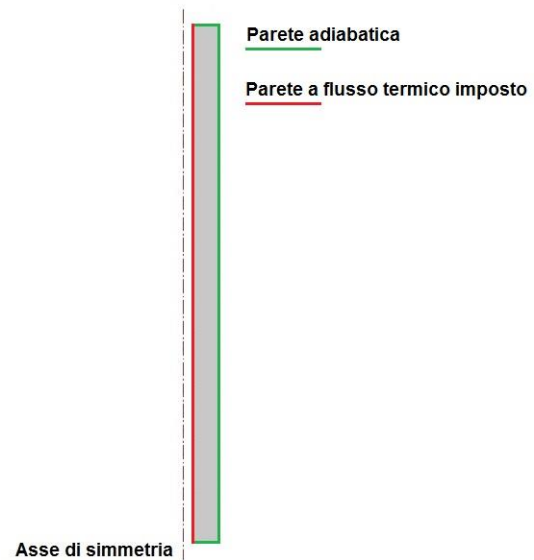 Parete adiabatica
Parete a flusso termico imposto
Asse di simmetria